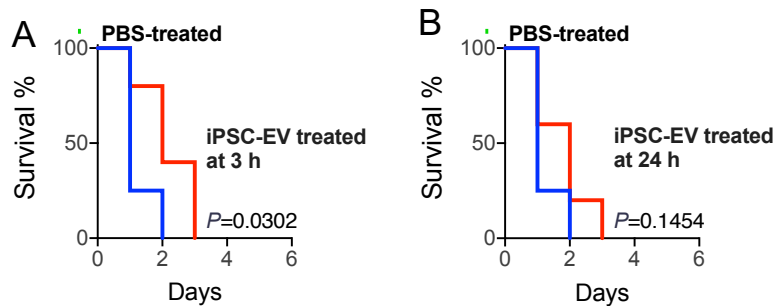 A
PBS-treated
100
50
0
Survival %
iPSC-EV treated
at 3 h
P=0.0302
0 2 4 6
Days
B
PBS-treated
100
50
0
Survival %
iPSC-EV treated
at 24 h
P=0.1454
0 2 4 6
Days